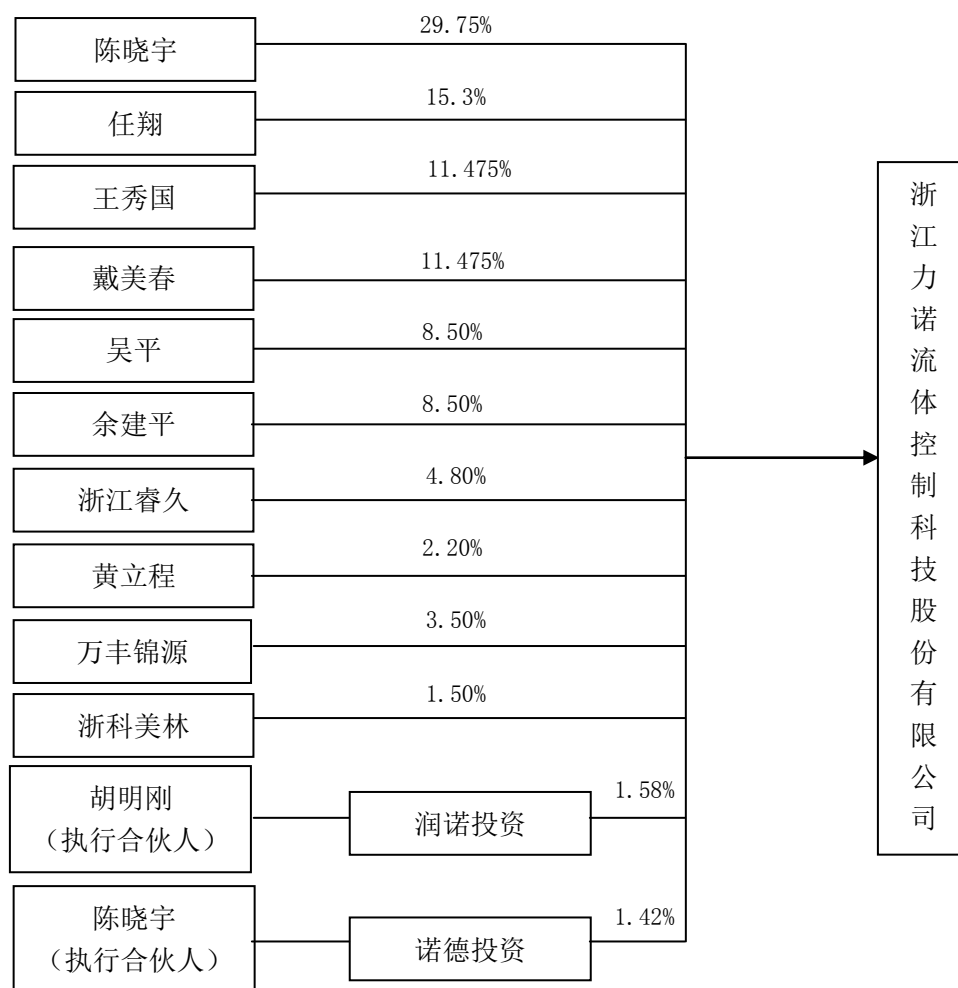 陈晓宇
29.75%
任翔
15.3%
王秀国
11.475%
戴美春
11.475%
吴平
8.50%
余建平
8.50%
浙江睿久
4.80%
黄立程
2.20%
万丰锦源
3.50%
浙科美林
1.50%
胡明刚
（执行合伙人）
润诺投资
1.58%
陈晓宇
（执行合伙人）
诺德投资
1.42%
浙江力诺流体控制科技股份有限公司